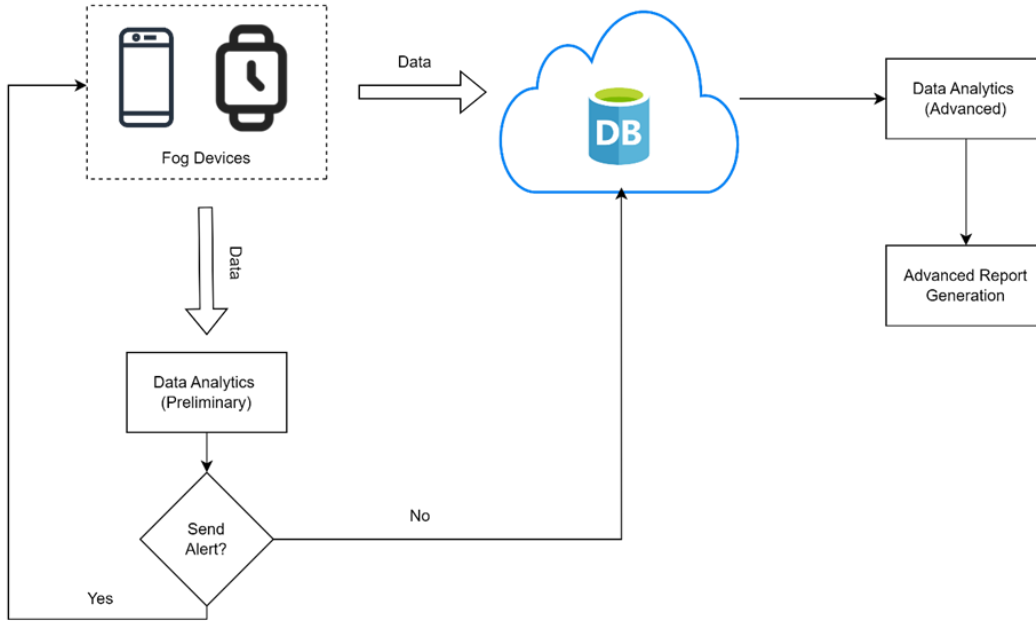 Data
DB
Fog Devices
Data Analytics
(Advanced)
Data
Advanced Report
Generation
Data Analytics
(Preliminary)
Send
Alert?
No
Yes